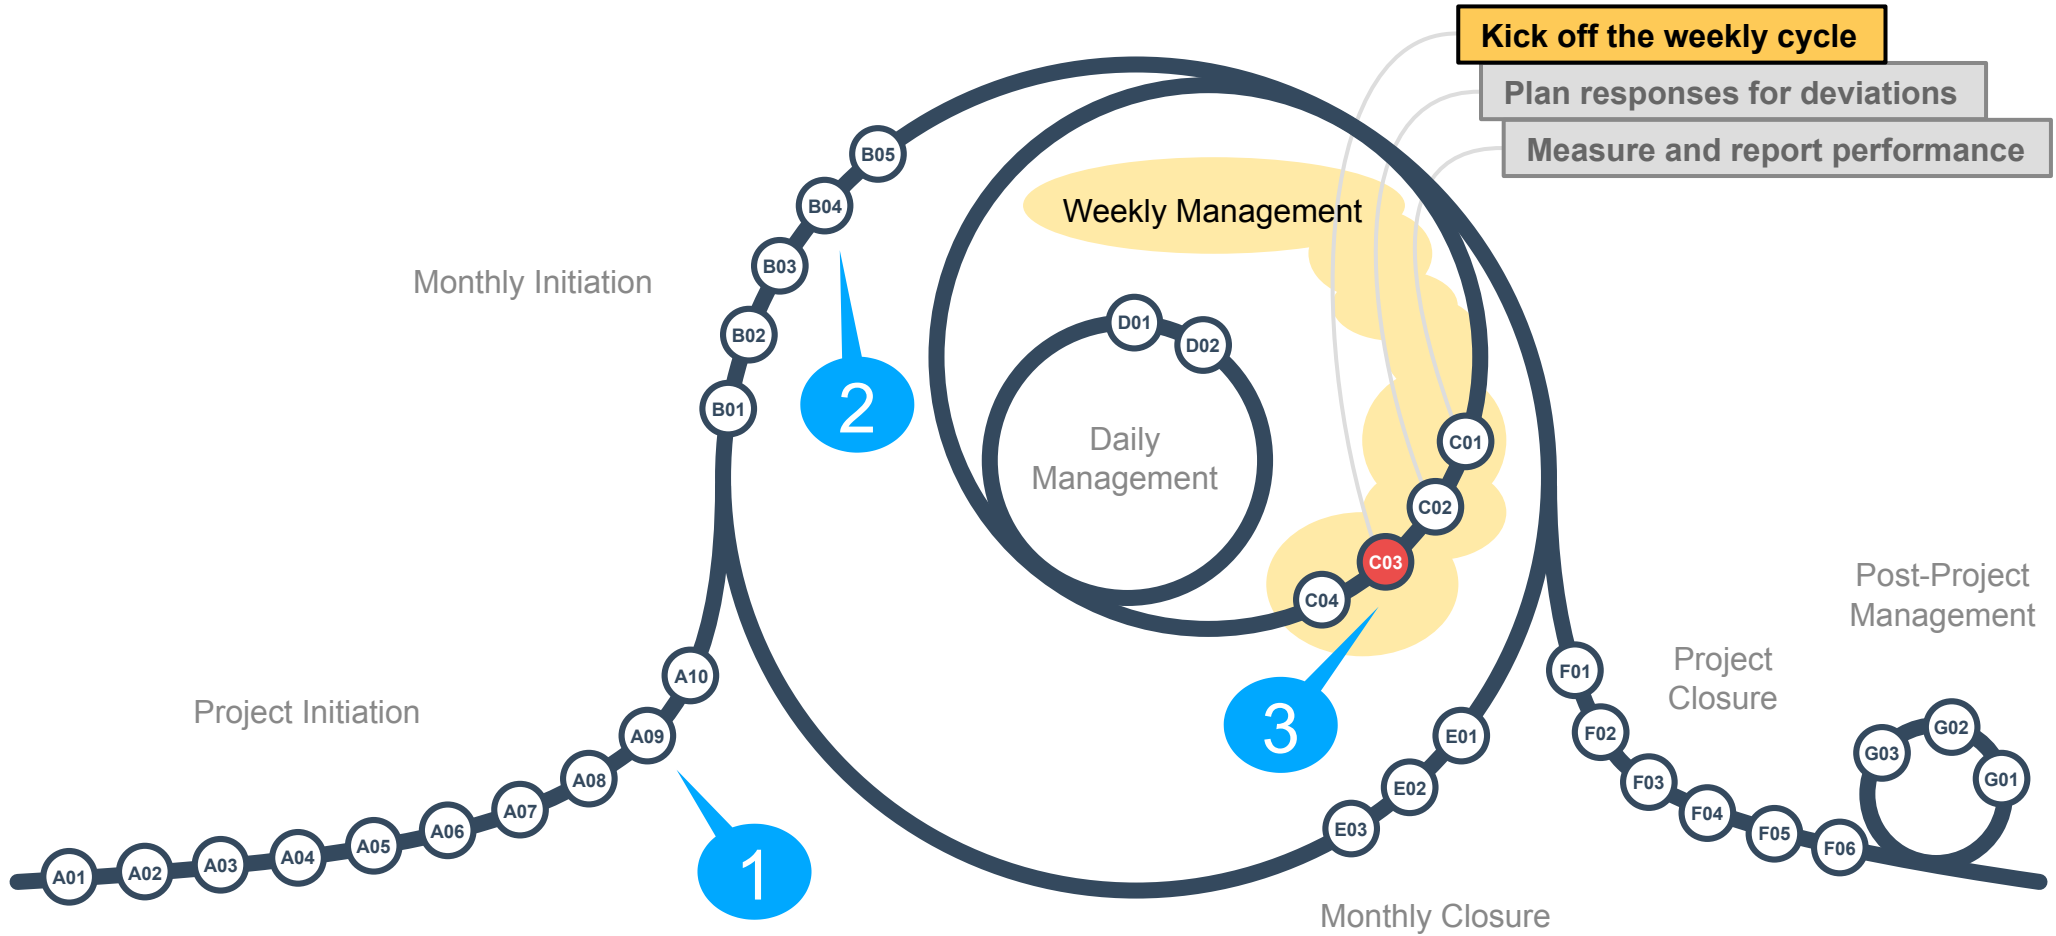 Kick off the weekly cycle
Plan responses for deviations
Measure and report performance
B05
B04
Weekly Management
B03
Monthly Initiation
B02
D01
D02
B01
2
Daily
Management
C01
C02
C03
C04
Post-Project
Management
A10
F01
Project
Closure
Project Initiation
A09
3
E01
F02
G03
G02
G01
A08
E02
F03
A07
F04
A06
E03
F05
A05
F06
A04
A03
A02
A01
1
Monthly Closure